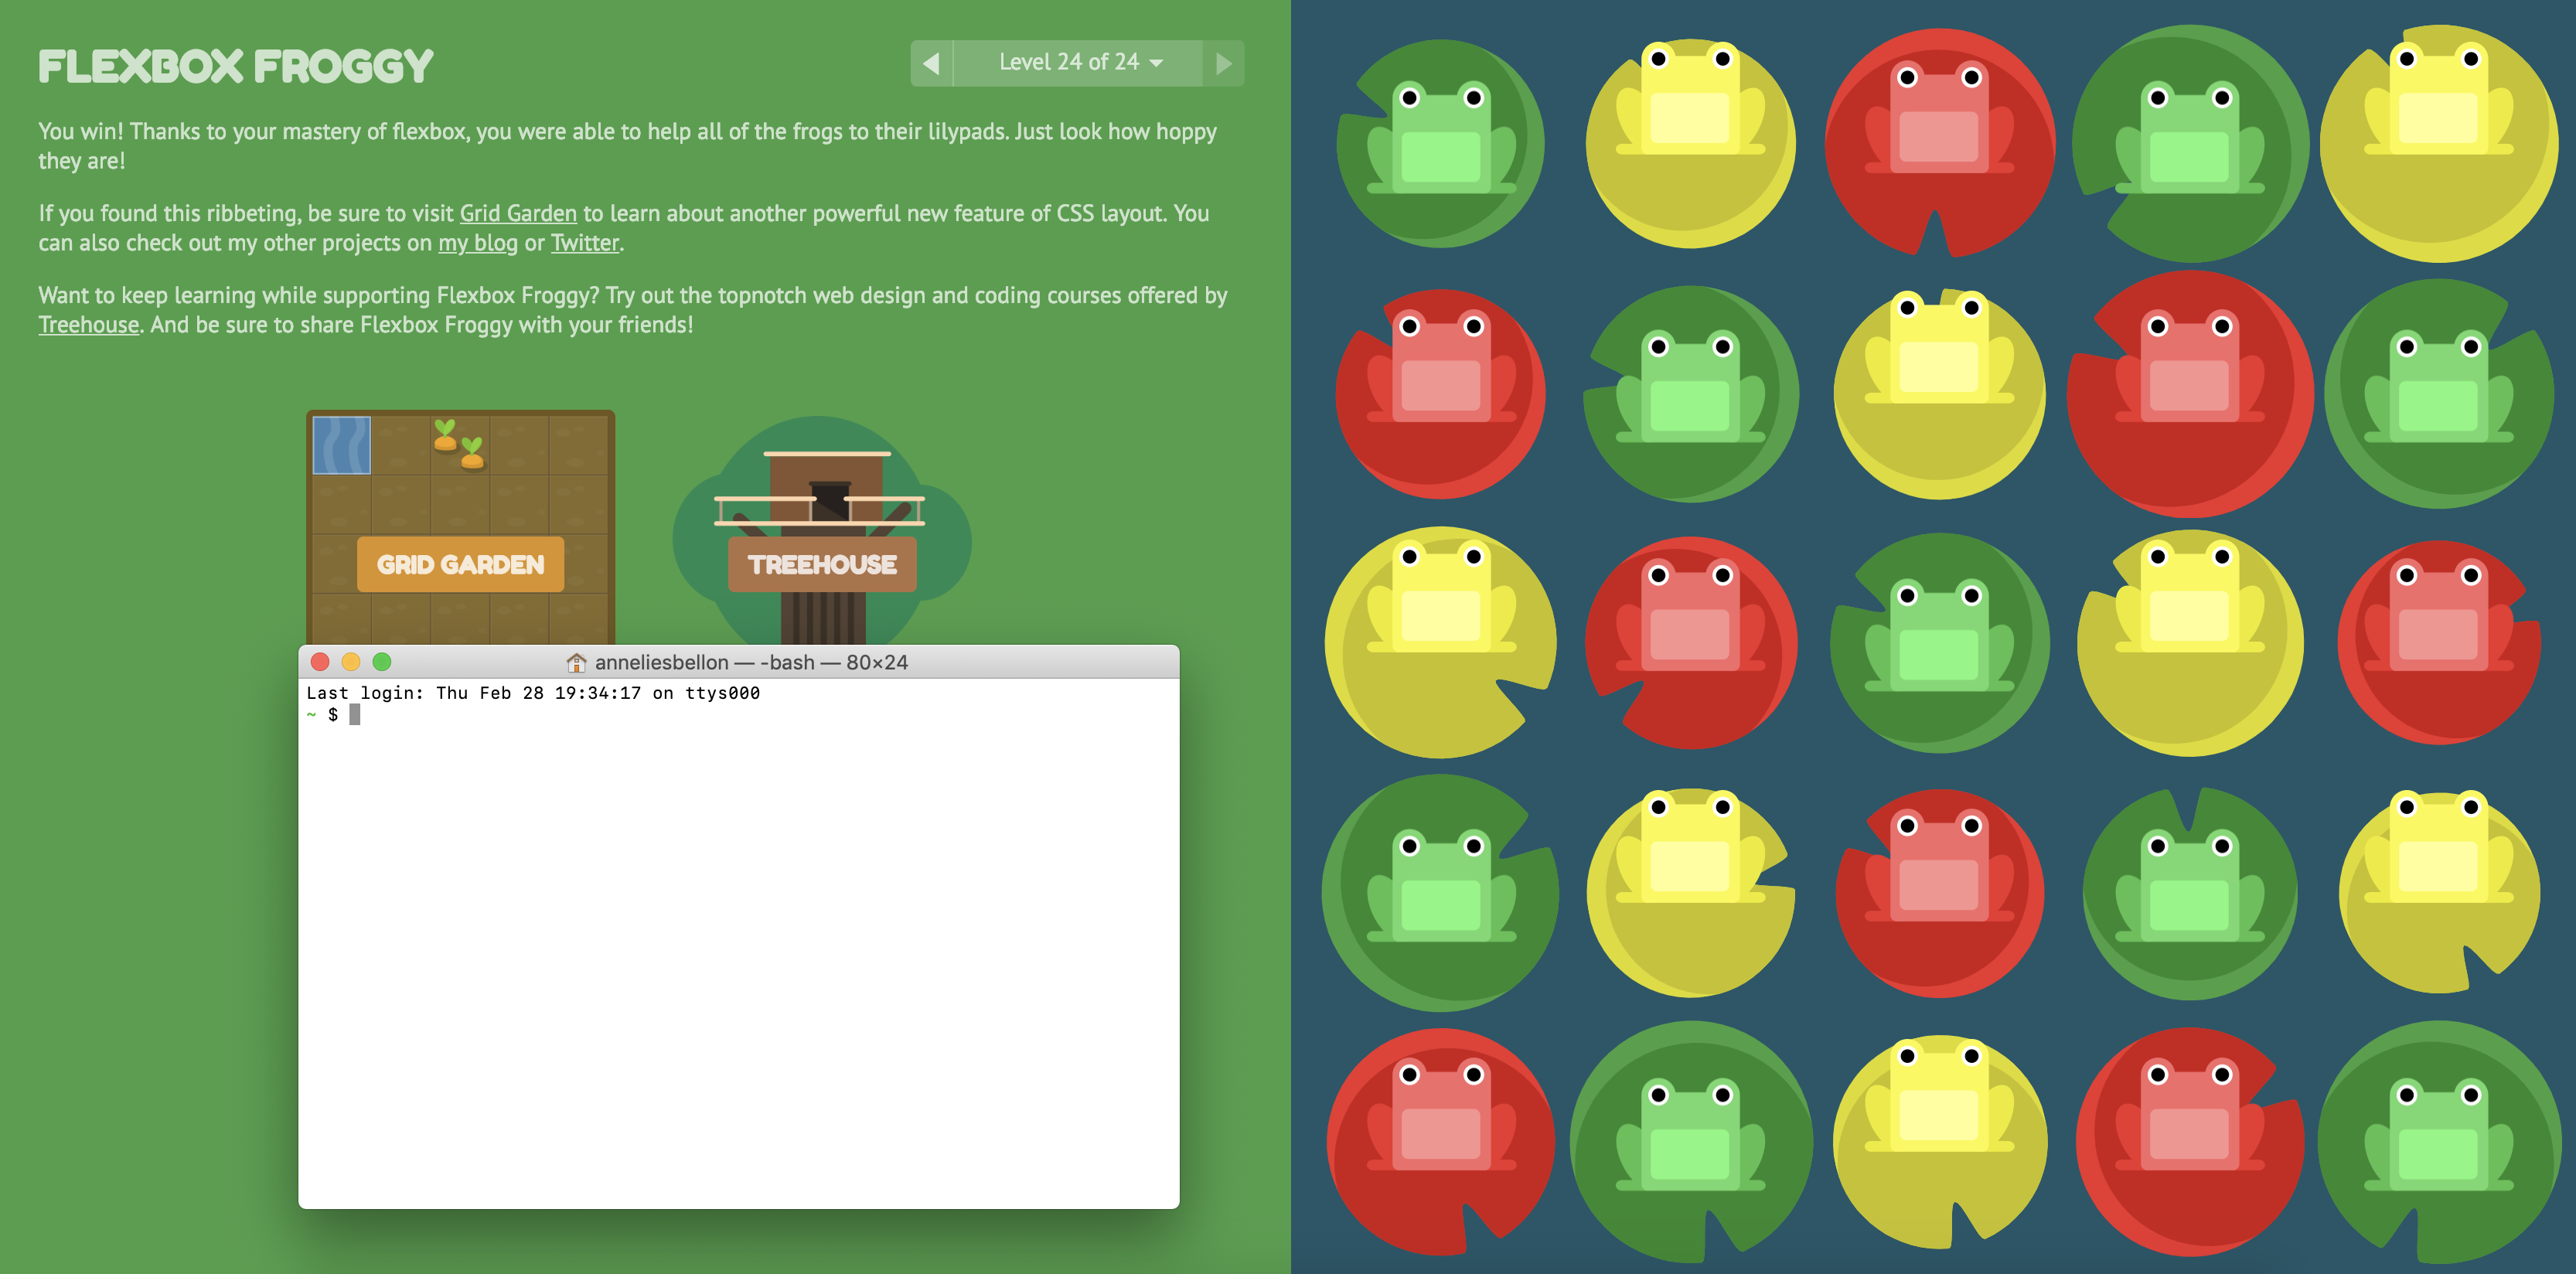 FLEXBOX FROGGY
Level 24 of 24
You win! Thanks to your mastery of flexbox, you were able to help all of the frogs to their lilypads. Just look how hoppy
they are!
If you found this ribbeting, be sure to visit Grid Garden to learn about another powerful new feature of CSS layout. You
can also check out my other projects on my blog or Twitter.
Want to keep learning while supporting Flexbox Froggy? Try out the topnotch web design and coding courses offered by
Treehouse. And be sure to share Flexbox Froggy with your friends!
GRID GARDEN
TREEHOUSE
anneliesbellon — -bash — 80×24
Last login: Thu Feb 28 19:34:17 on ttys000
~ $